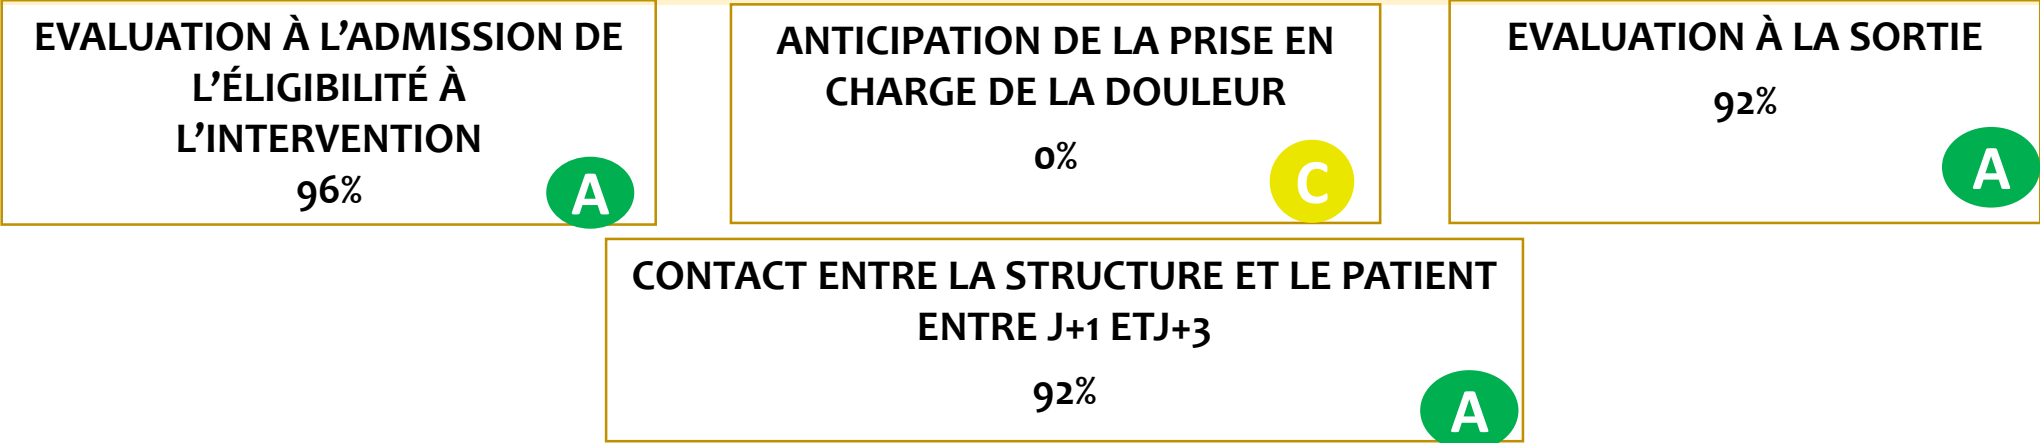 EVALUATION À L’ADMISSION DE
L’ÉLIGIBILITÉ À
L’INTERVENTION
96%
A
ANTICIPATION DE LA PRISE EN
CHARGE DE LA DOULEUR
0%
C
EVALUATION À LA SORTIE
92%
A
CONTACT ENTRE LA STRUCTURE ET LE PATIENT
ENTRE J+1 ETJ+3
92%
A